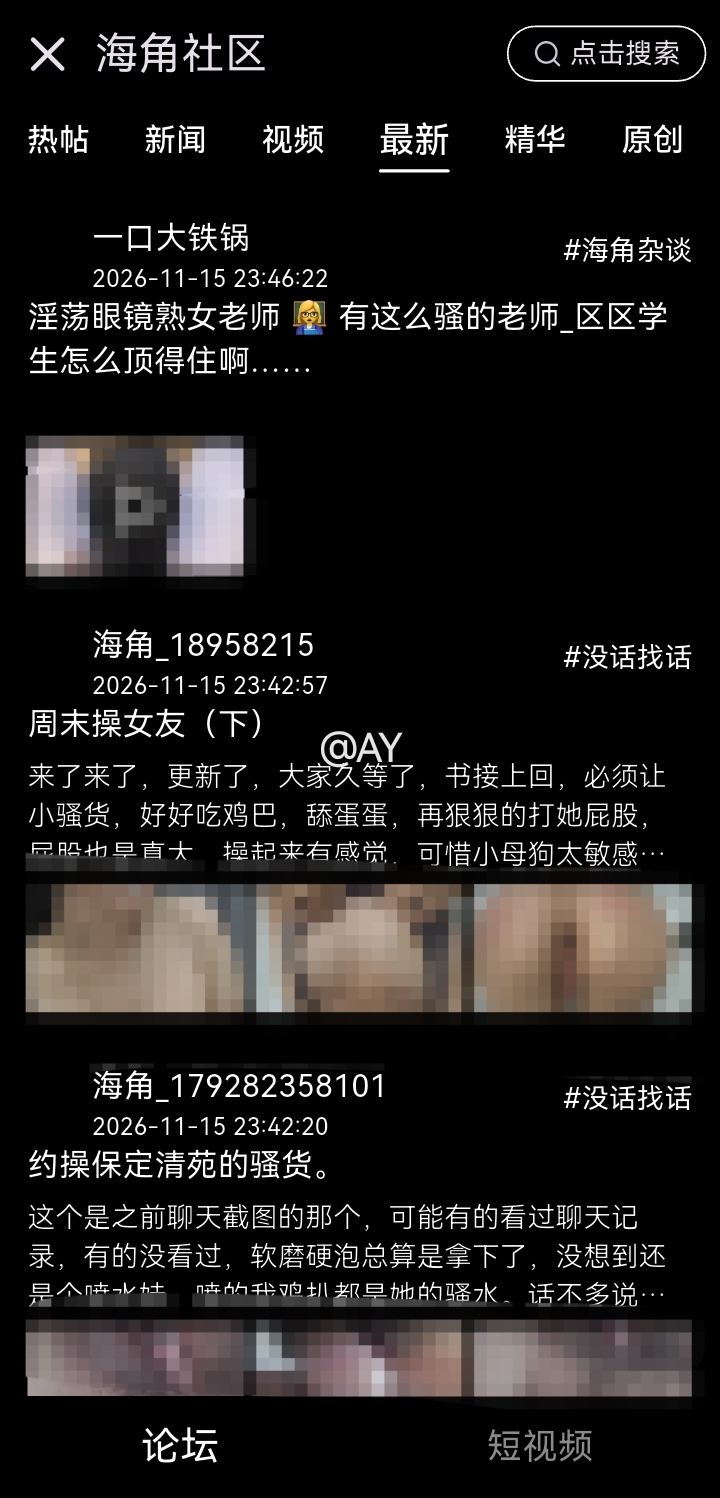 海角社区
点击搜索
热帖 新闻 视频 最新 精华 原创
一口大铁锅
#海角杂谈
2026-11-15 23:46:22
淫荡眼镜熟女老师 👩‍🏫 有这么骚的老师_区区学
生怎么顶得住啊……
海角_18958215
#没话找话
2026-11-15 23:42:57
周末操女友（下）
@AY
来了来了，更新了，大家久等了，书接上回，必须让
小骚货，好好吃鸡巴，舔蛋蛋，再狠狠的打她屁股，
屁股也是真大，操起来有感觉，可惜小母狗太敏感…
海角_179282358101
#没话找话
2026-11-15 23:42:20
约操保定清苑的骚货。
这个是之前聊天截图的那个，可能有的看过聊天记
录，有的没看过，软磨硬泡总算是拿下了，没想到还
是个喷水娃，喷的我鸡扒都是她的骚水。话不多说…
论坛 短视频